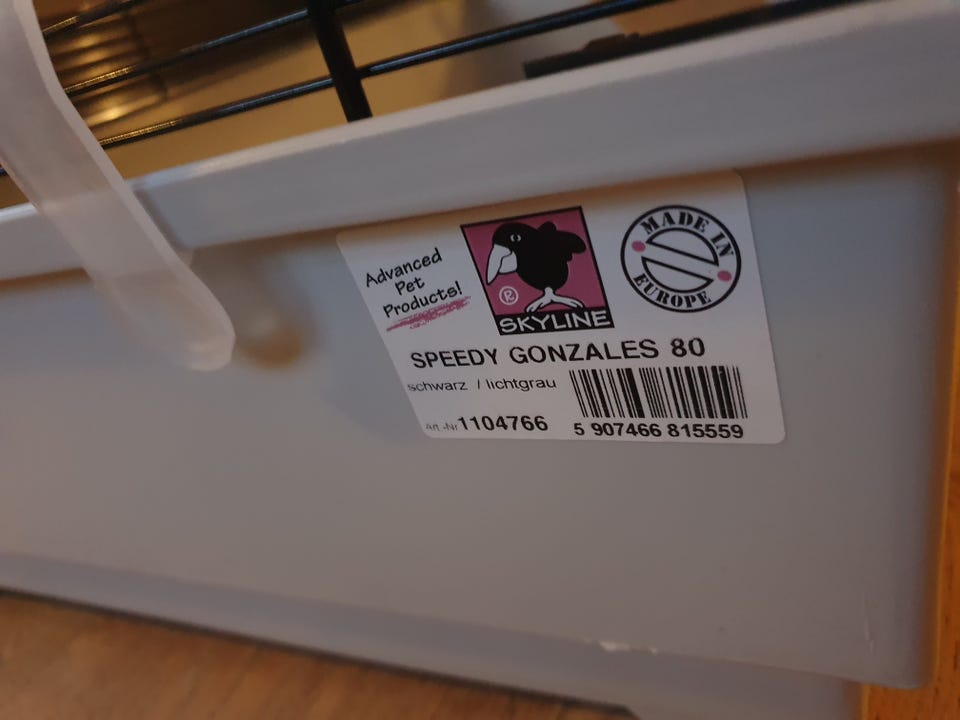 Advanced
Pet
Products!
®
SKYLINE
MADE IN
EUROPE
SPEEDY GONZALES 80
schwarz / lichtgrau
Art.-Nr 1104766
5 907466 815559